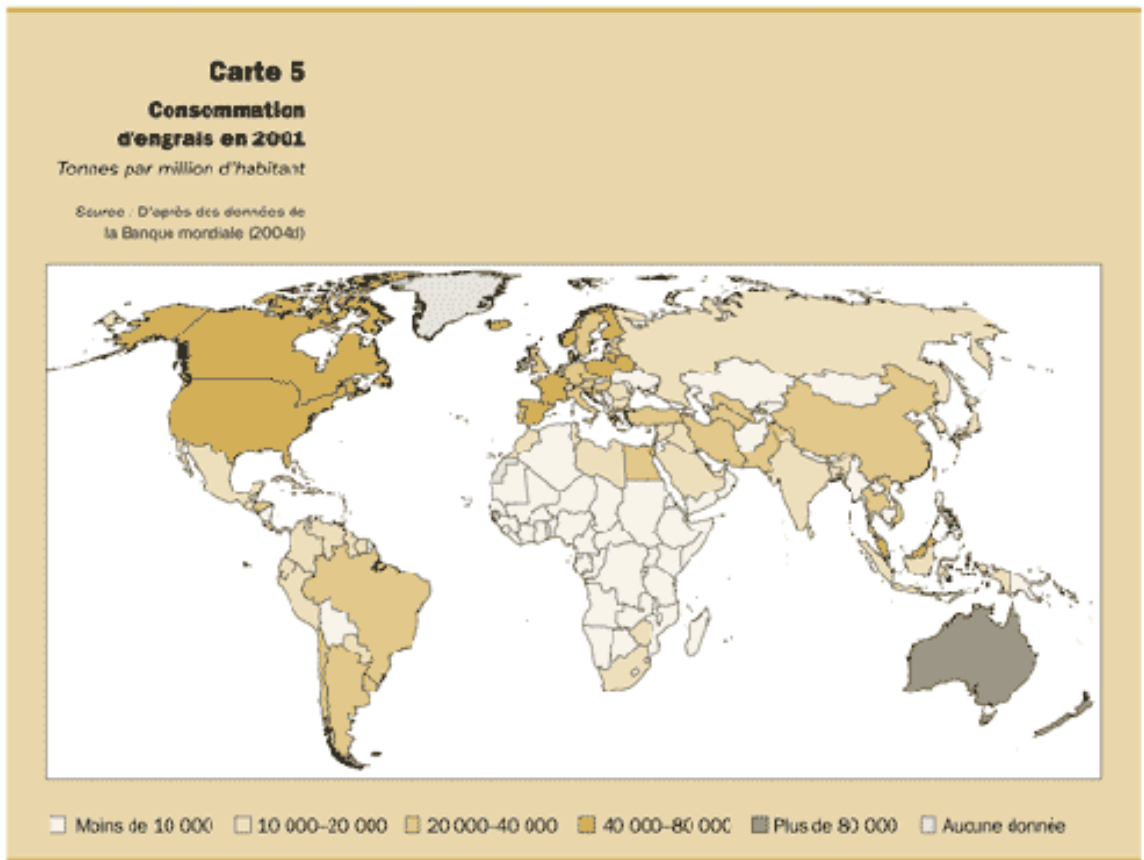 Carte 5
Consommation
d'engrais en 2001
Tonnes par million d'habitant
Source : D'après des données de
la Banque mondiale (2004d)
Moins de 10 000
10 000–20 000
20 000–40 000
40 000–80 000
Plus de 80 000
Aucune donnée